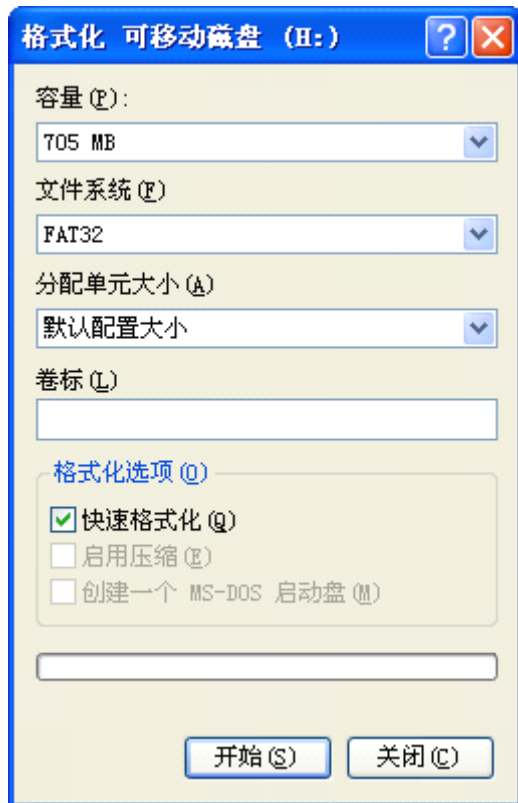 格式化 可移动磁盘 (H:)
容量(P):
705 MB
文件系统(F)
FAT32
分配单元大小(A)
默认配置大小
卷标(L)
格式化选项(O)
快速格式化(Q)
启用压缩(E)
创建一个 MS-DOS 启动盘(M)
开始(S) 关闭(C)